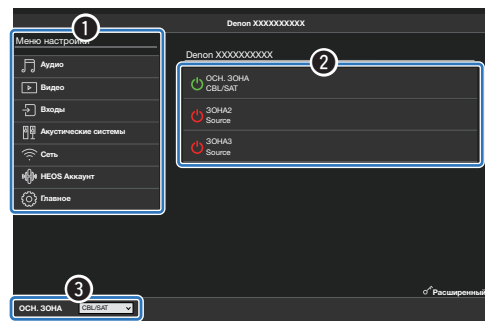 Denon XXXXXXXXXX
1
Меню настройки
Аудио
Видео
Входы
Акустические системы
Сеть
HEOS Аккаунт
Главное
Denon XXXXXXXXXX
2
ОСН. ЗОНА
CBL/SAT
ЗОНА2
Source
ЗОНА3
Source
Расширенный
3
ОСН. ЗОНА CBL/SAT